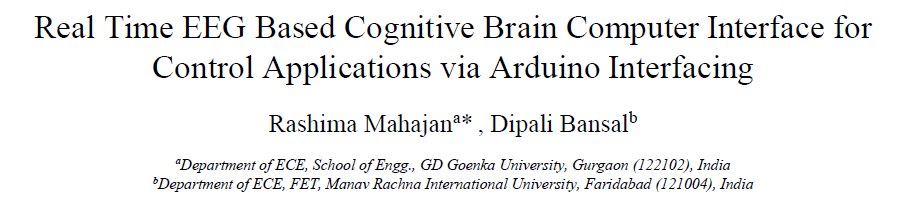 Real Time EEG Based Cognitive Brain Computer Interface for
Control Applications via Arduino Interfacing
Rashima Mahajanᵃ* , Dipali Bansalᵇ
ᵃDepartment of ECE, School of Engg., GD Goenka University, Gurgaon (122102), India
ᵇDepartment of ECE, FET, Manav Rachna International University, Faridabad (121004), India